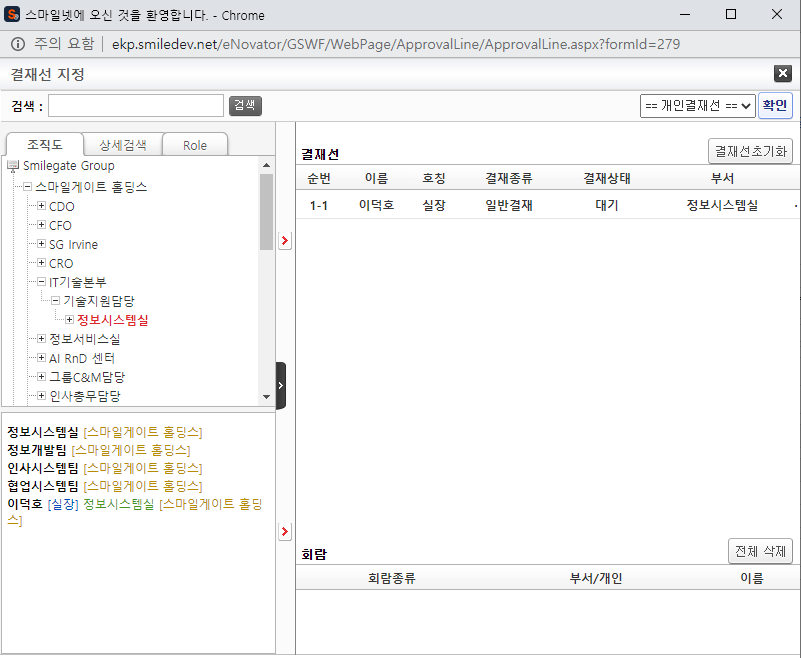 스마일넷에 오신 것을 환영합니다. - Chrome
주의 요함 | ekp.smiledev.net/eNovator/GSWF/WebPage/ApprovalLine/ApprovalLine.aspx?formId=279
결재선 지정
검색 : 검색 == 개인결재선 == 확인
조직도 상세검색 Role
Smilegate Group
스마일게이트 홀딩스
CDO
CFO
SG Irvine
CRO
IT기술본부
기술지원담당
정보시스템실
정보서비스실
AI RnD 센터
그룹C&M담당
인사총무담당
정보시스템실 [스마일게이트 홀딩스]
정보개발팀 [스마일게이트 홀딩스]
인사시스템팀 [스마일게이트 홀딩스]
협업시스템팀 [스마일게이트 홀딩스]
이덕호 [실장] 정보시스템실 [스마일게이트 홀딩
스]
결재선 결재선초기화
순번 이름 호칭 결재종류 결재상태 부서
1-1 이덕호 실장 일반결재 대기 정보시스템실
회람 전체 삭제
회람종류 부서/개인 이름